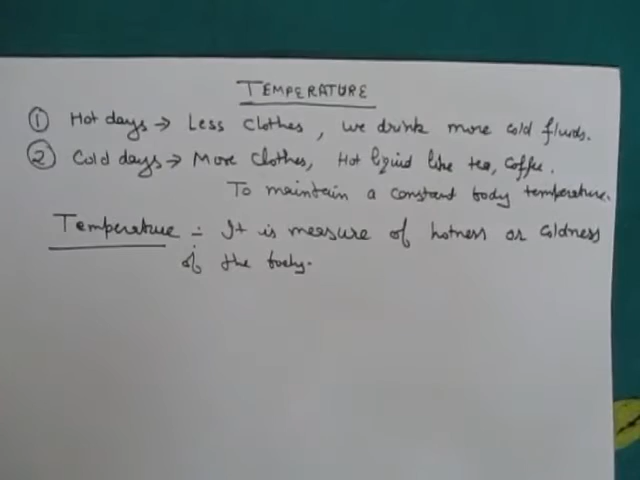 TEMPERATURE
① Hot days → Less clothes, we drink more cold fluids.
② Cold days → More clothes, Hot liquid like tea, coffee.
To maintain a constant body temperature.
Temperature :- It is measure of hotness or coldness
of the body.